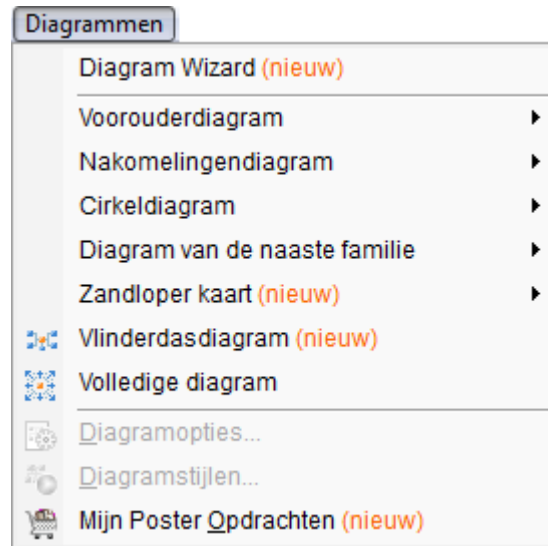 Diagrammen
Diagram Wizard (nieuw)
Voorouderdiagram
Nakomelingendiagram
Cirkeldiagram
Diagram van de naaste familie
Zandloper kaart (nieuw)
Vlinderdasdiagram (nieuw)
Volledige diagram
Diagramopties...
Diagramstijlen...
Mijn Poster Opdrachten (nieuw)